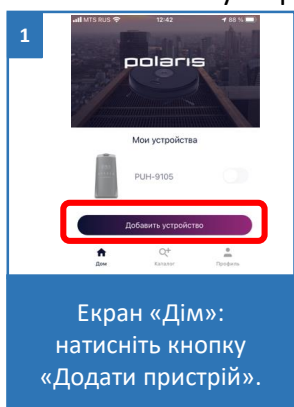 1
MTS RUS 12:42 88 %
polaris
Мои устройства
PUH-9105
Добавить устройство
Дом Каталог Профиль
Екран «Дім»:
натисніть кнопку
«Додати пристрій».